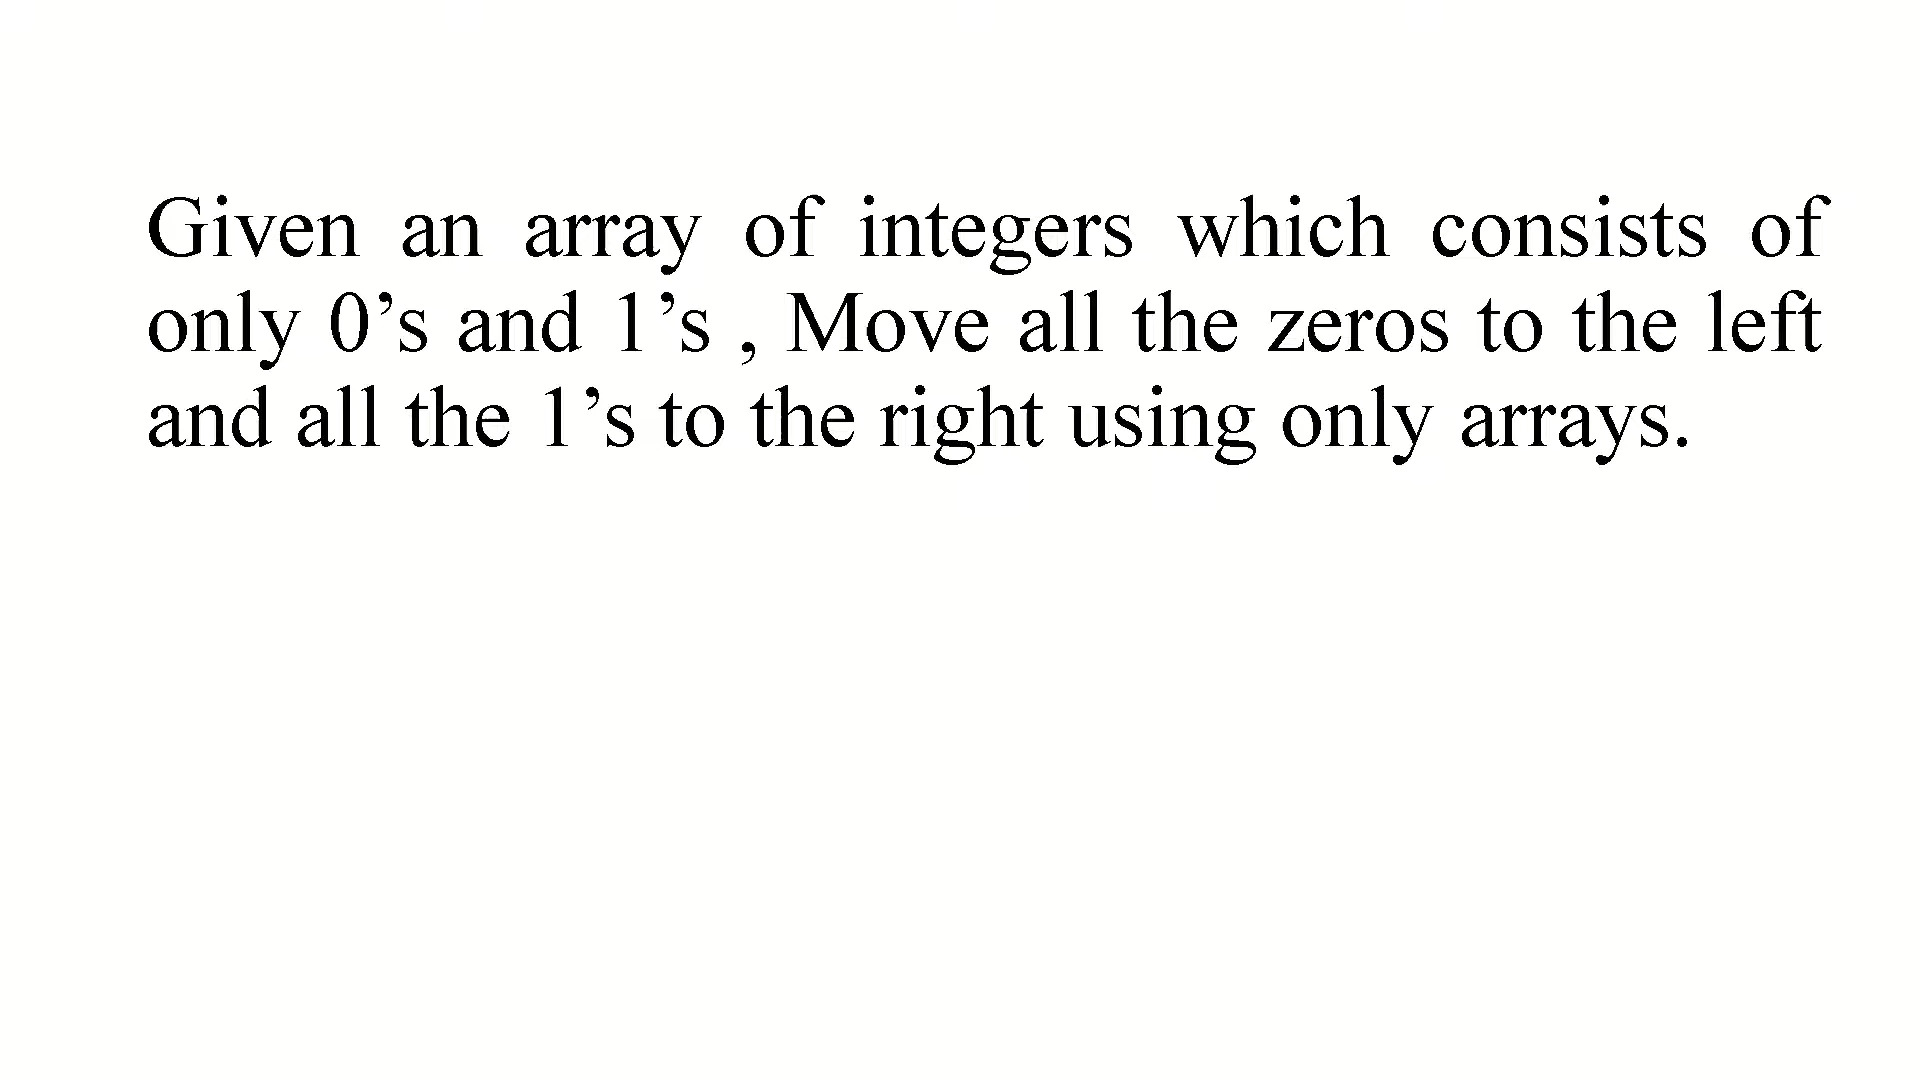 Given an array of integers which consists of
only 0’s and 1’s , Move all the zeros to the left
and all the 1’s to the right using only arrays.